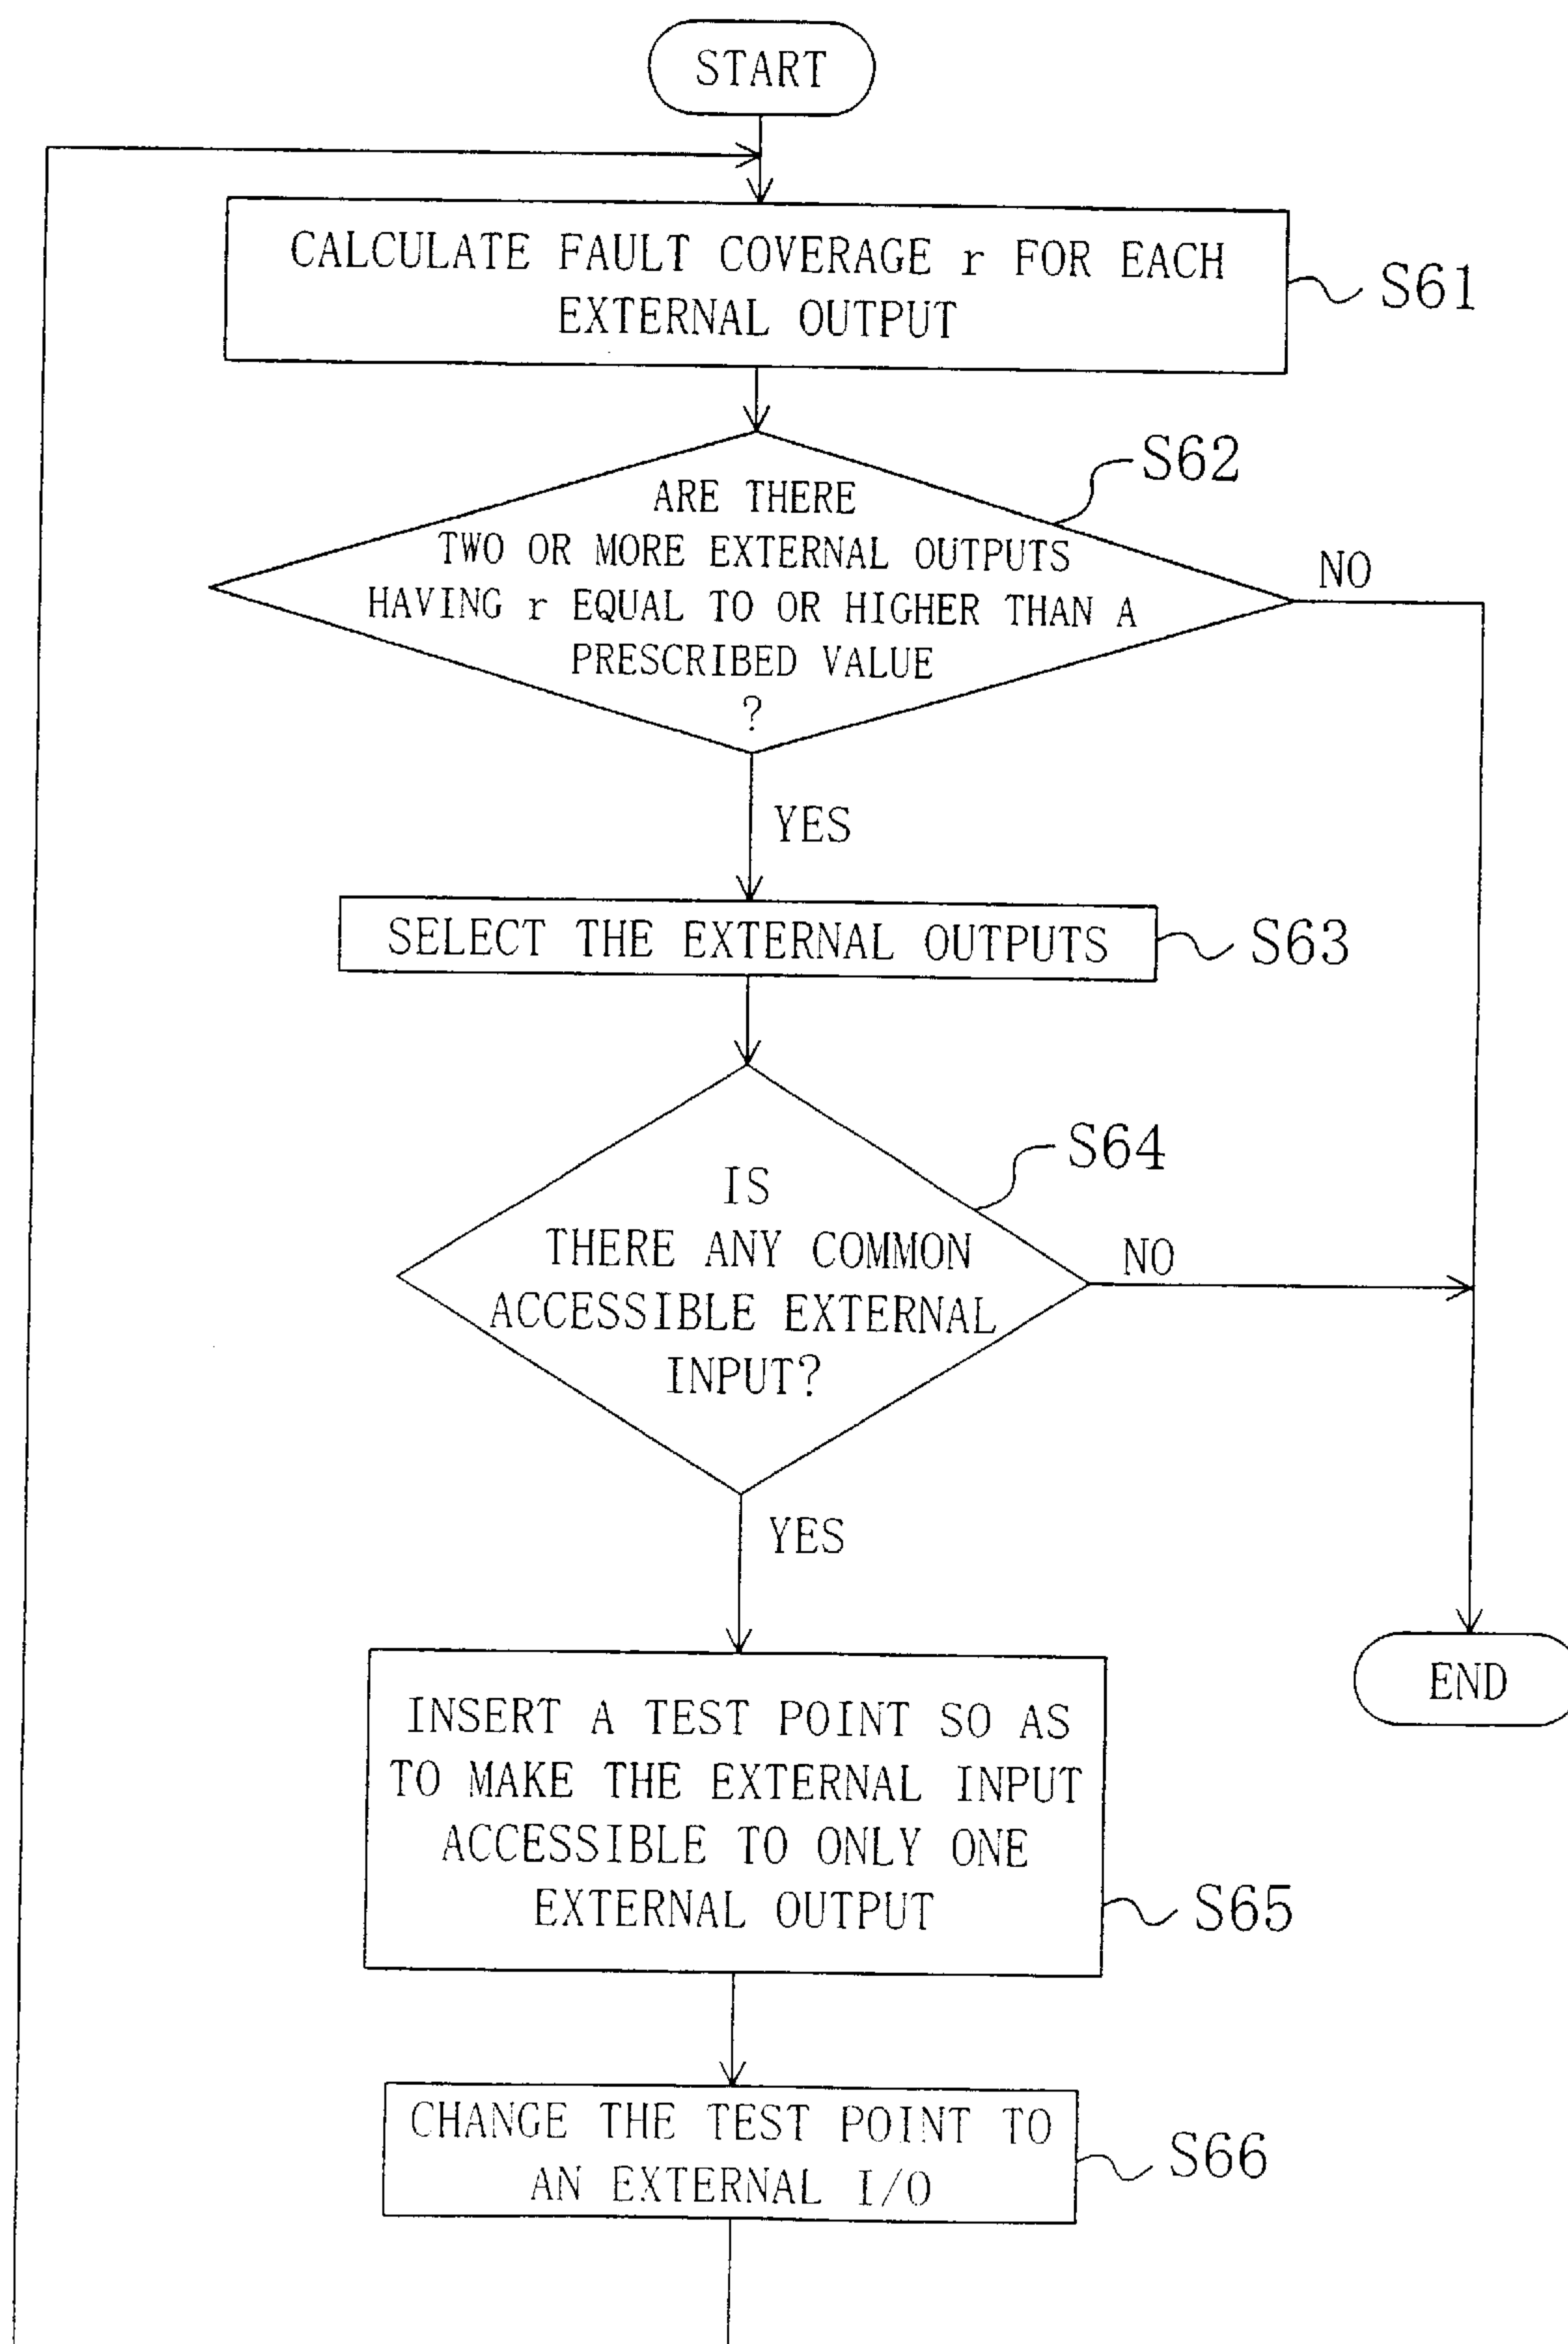 START
CALCULATE FAULT COVERAGE r FOR EACH
EXTERNAL OUTPUT
S61
S62
ARE THERE
TWO OR MORE EXTERNAL OUTPUTS
HAVING r EQUAL TO OR HIGHER THAN A
PRESCRIBED VALUE
?
NO
YES
SELECT THE EXTERNAL OUTPUTS
S63
S64
IS
THERE ANY COMMON
ACCESSIBLE EXTERNAL
INPUT?
NO
YES
INSERT A TEST POINT SO AS
TO MAKE THE EXTERNAL INPUT
ACCESSIBLE TO ONLY ONE
EXTERNAL OUTPUT
S65
END
CHANGE THE TEST POINT TO
AN EXTERNAL I/O
S66